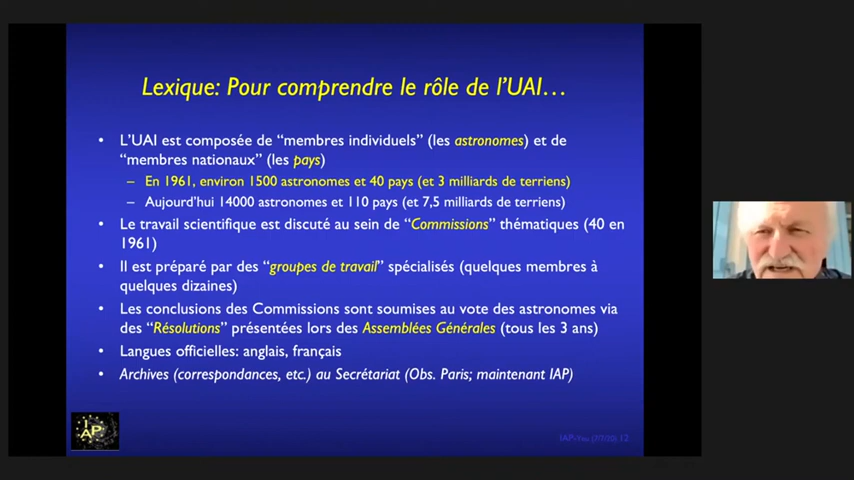 Lexique: Pour comprendre le rôle de l'UAI…
• L'UAI est composée de “membres individuels” (les astronomes) et de
“membres nationaux” (les pays)
– En 1961, environ 1500 astronomes et 40 pays (et 3 milliards de terriens)
– Aujourd'hui 14000 astronomes et 110 pays (et 7,5 milliards de terriens)
• Le travail scientifique est discuté au sein de “Commissions” thématiques (40 en
1961)
• Il est préparé par des “groupes de travail” spécialisés (quelques membres à
quelques dizaines)
• Les conclusions des Commissions sont soumises au vote des astronomes via
des “Résolutions” présentées lors des Assemblées Générales (tous les 3 ans)
• Langues officielles: anglais, français
• Archives (correspondances, etc.) au Secrétariat (Obs. Paris; maintenant IAP)
IAP
12